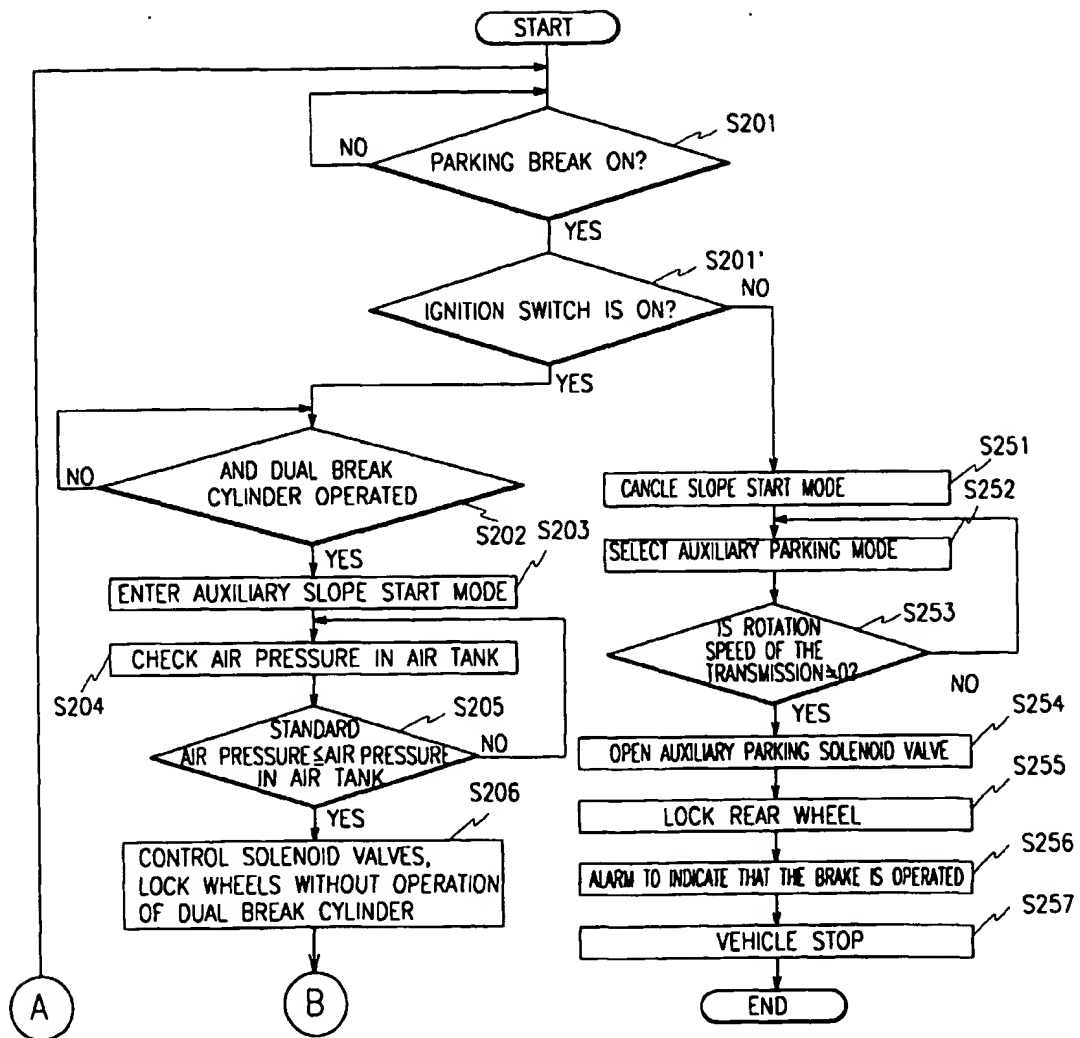 START
S201
NO
PARKING BREAK ON?
YES
S201'
IGNITION SWITCH IS ON?
NO
YES
NO
AND DUAL BREAK
CYLINDER OPERATED
S202
S203
YES
ENTER AUXILIARY SLOPE START MODE
CHECK AIR PRESSURE IN AIR TANK
S204
S205
STANDARD
AIR PRESSURE≦AIR PRESSURE
IN AIR TANK
NO
YES
S206
CONTROL SOLENOID VALVES,
LOCK WHEELS WITHOUT OPERATION
OF DUAL BREAK CYLINDER
A
B
S251
CANCLE SLOPE START MODE
S252
SELECT AUXILIARY PARKING MODE
S253
IS ROTATION
SPEED OF THE
TRANSMISSION≒0?
NO
YES
S254
OPEN AUXILIARY PARKING SOLENOID VALVE
S255
LOCK REAR WHEEL
S256
ALARM TO INDICATE THAT THE BRAKE IS OPERATED
S257
VEHICLE STOP
END